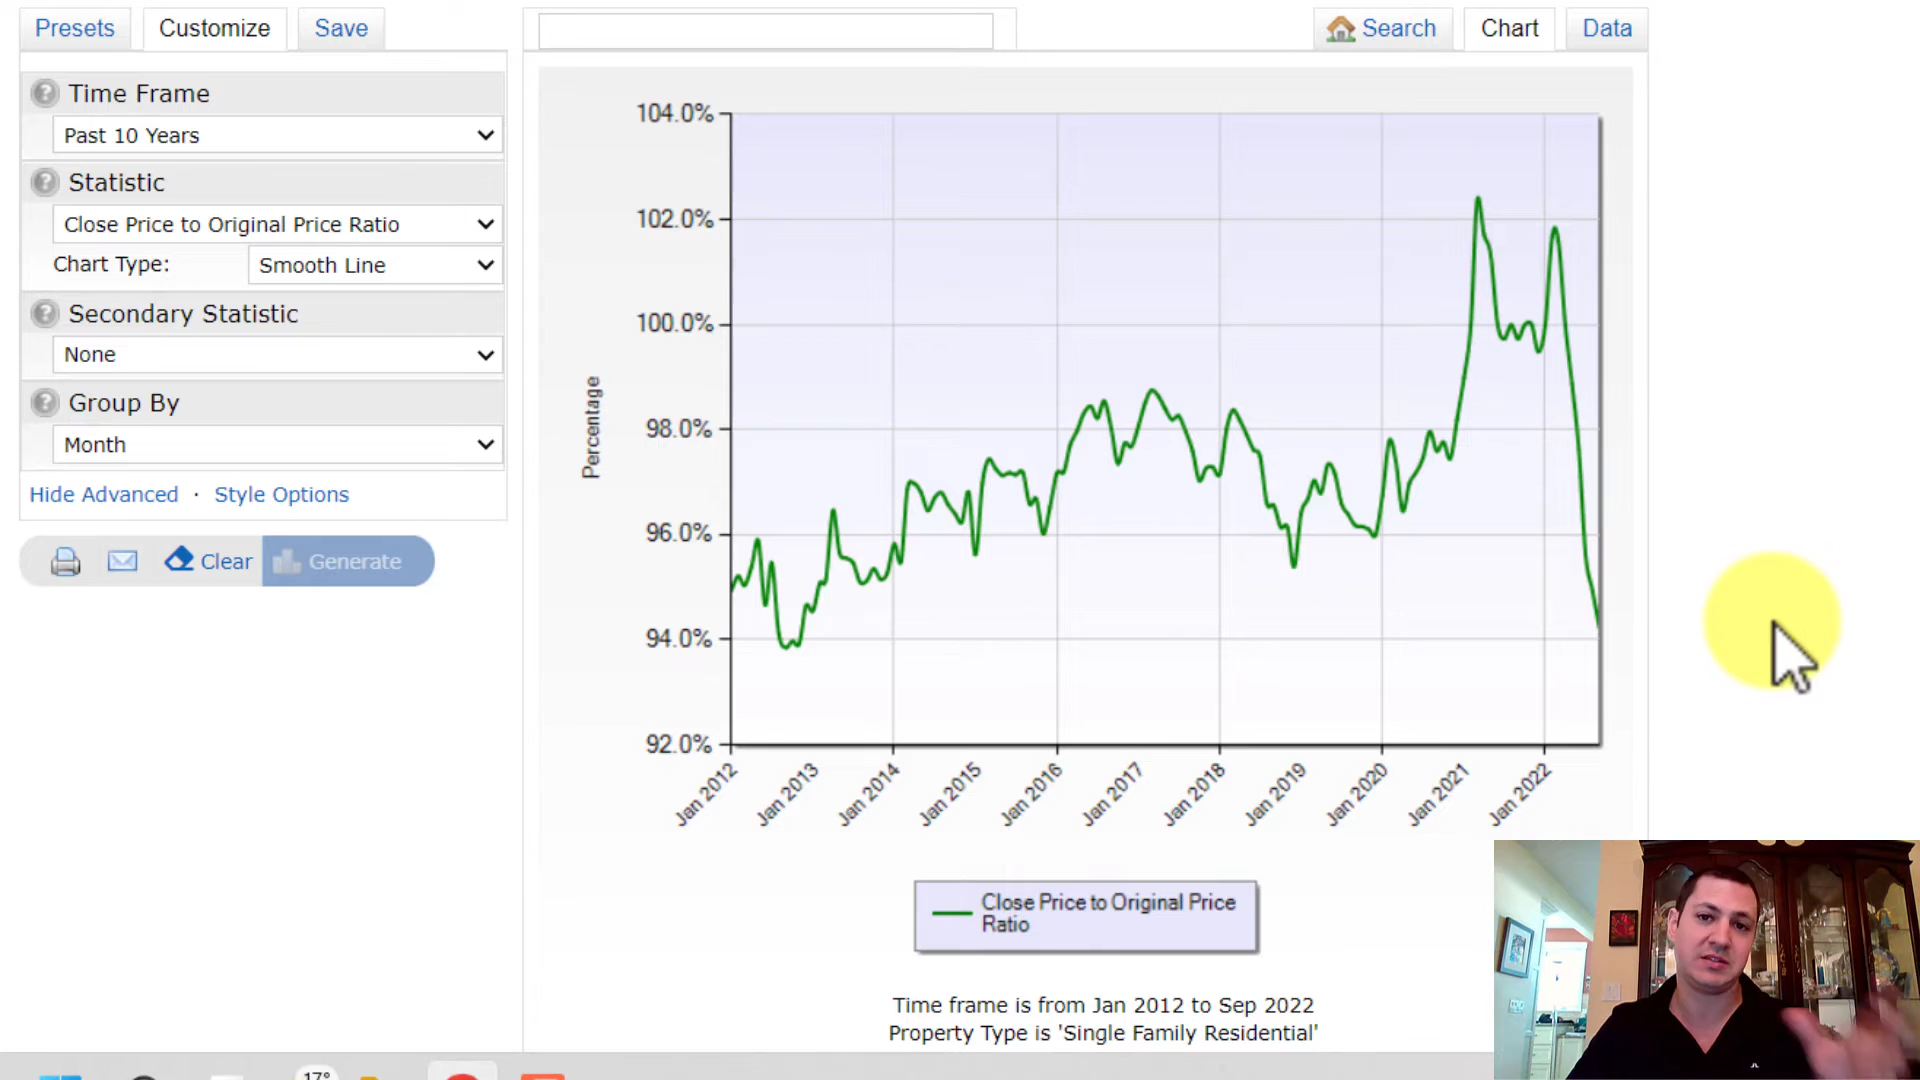 Presets
Customize
Save
Search
Chart
Data
Time Frame
Past 10 Years
Statistic
Close Price to Original Price Ratio
Chart Type:
Smooth Line
Secondary Statistic
None
Group By
Month
Hide Advanced · Style Options
Clear
Generate
104.0%
102.0%
100.0%
98.0%
96.0%
94.0%
92.0%
Percentage
Jan 2012
Jan 2013
Jan 2014
Jan 2015
Jan 2016
Jan 2017
Jan 2018
Jan 2019
Jan 2020
Jan 2021
Jan 2022
Close Price to Original Price
Ratio
Time frame is from Jan 2012 to Sep 2022
Property Type is 'Single Family Residential'
17°